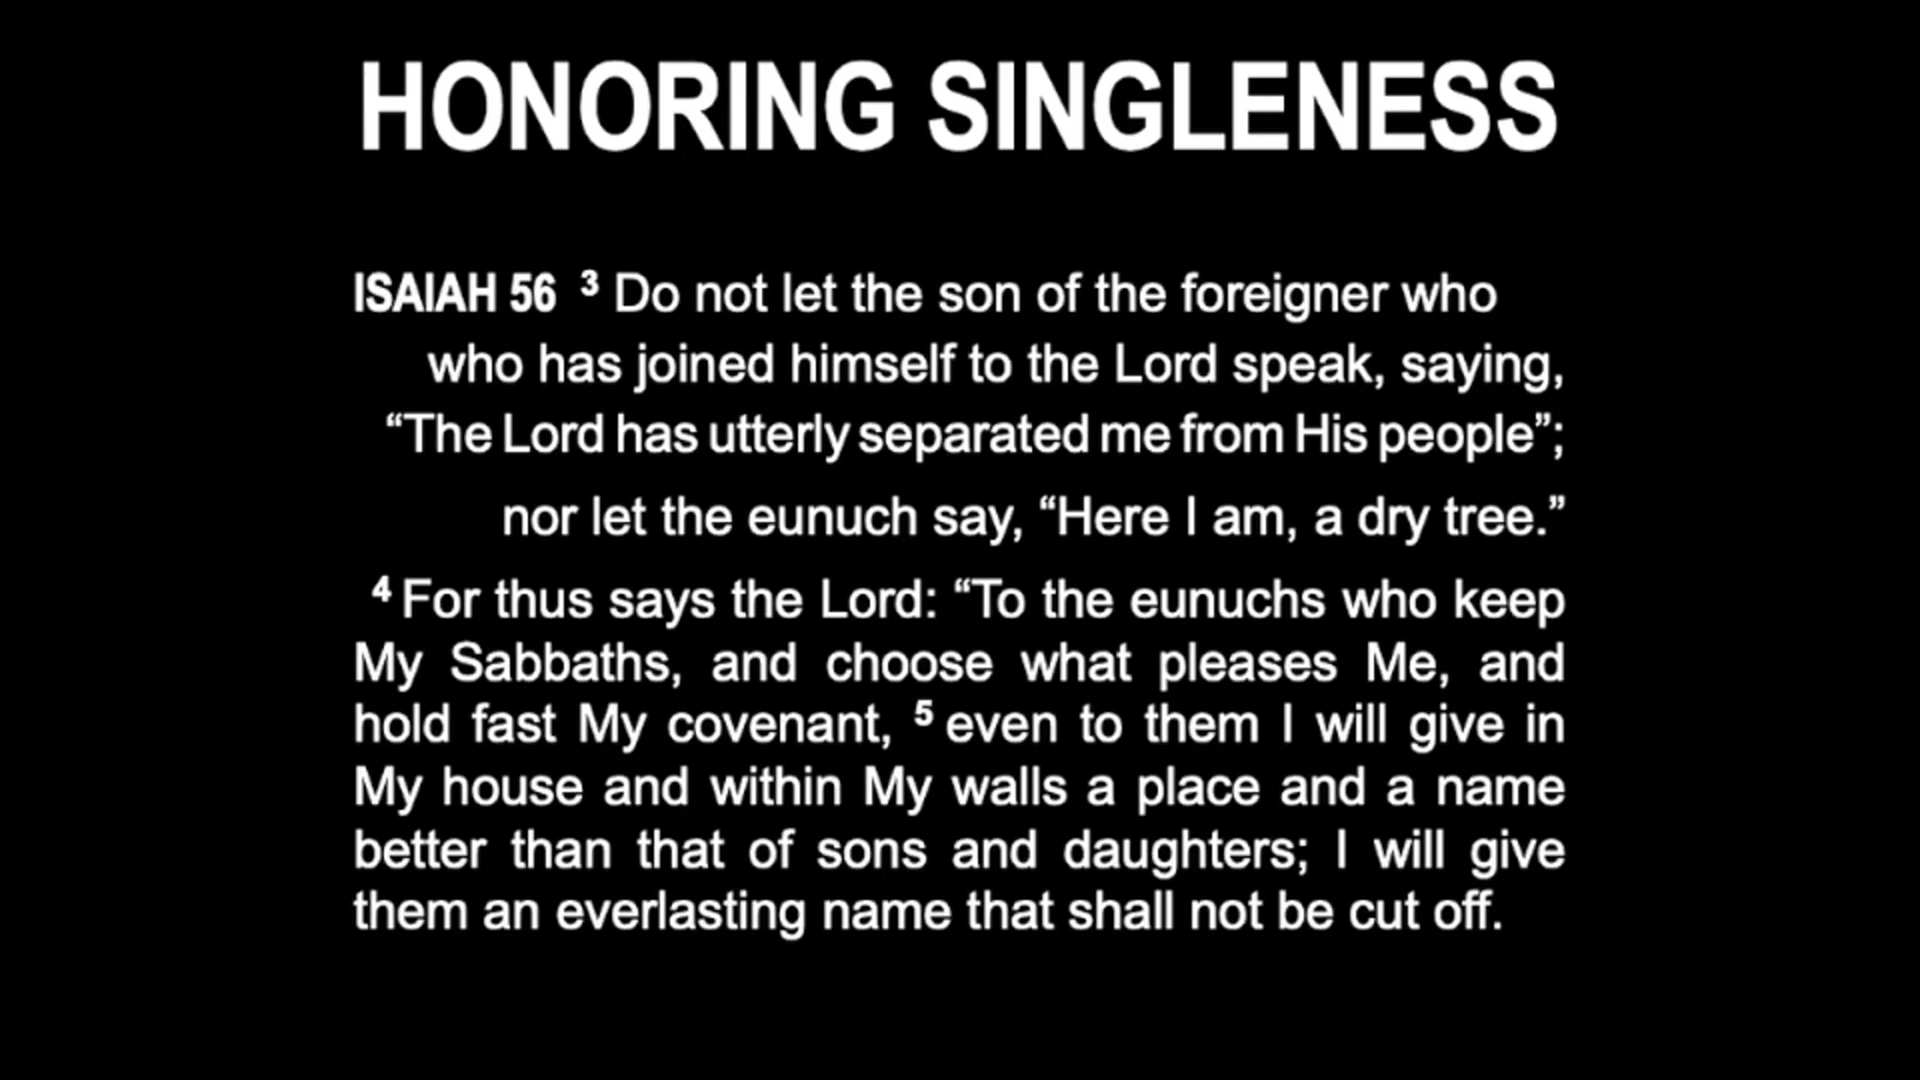 HONORING SINGLENESS
ISAIAH 56 3 Do not let the son of the foreigner who
who has joined himself to the Lord speak, saying,
“The Lord has utterly separated me from His people”;
nor let the eunuch say, “Here I am, a dry tree.”
4 For thus says the Lord: “To the eunuchs who keep
My Sabbaths, and choose what pleases Me, and
hold fast My covenant, 5 even to them I will give in
My house and within My walls a place and a name
better than that of sons and daughters; I will give
them an everlasting name that shall not be cut off.